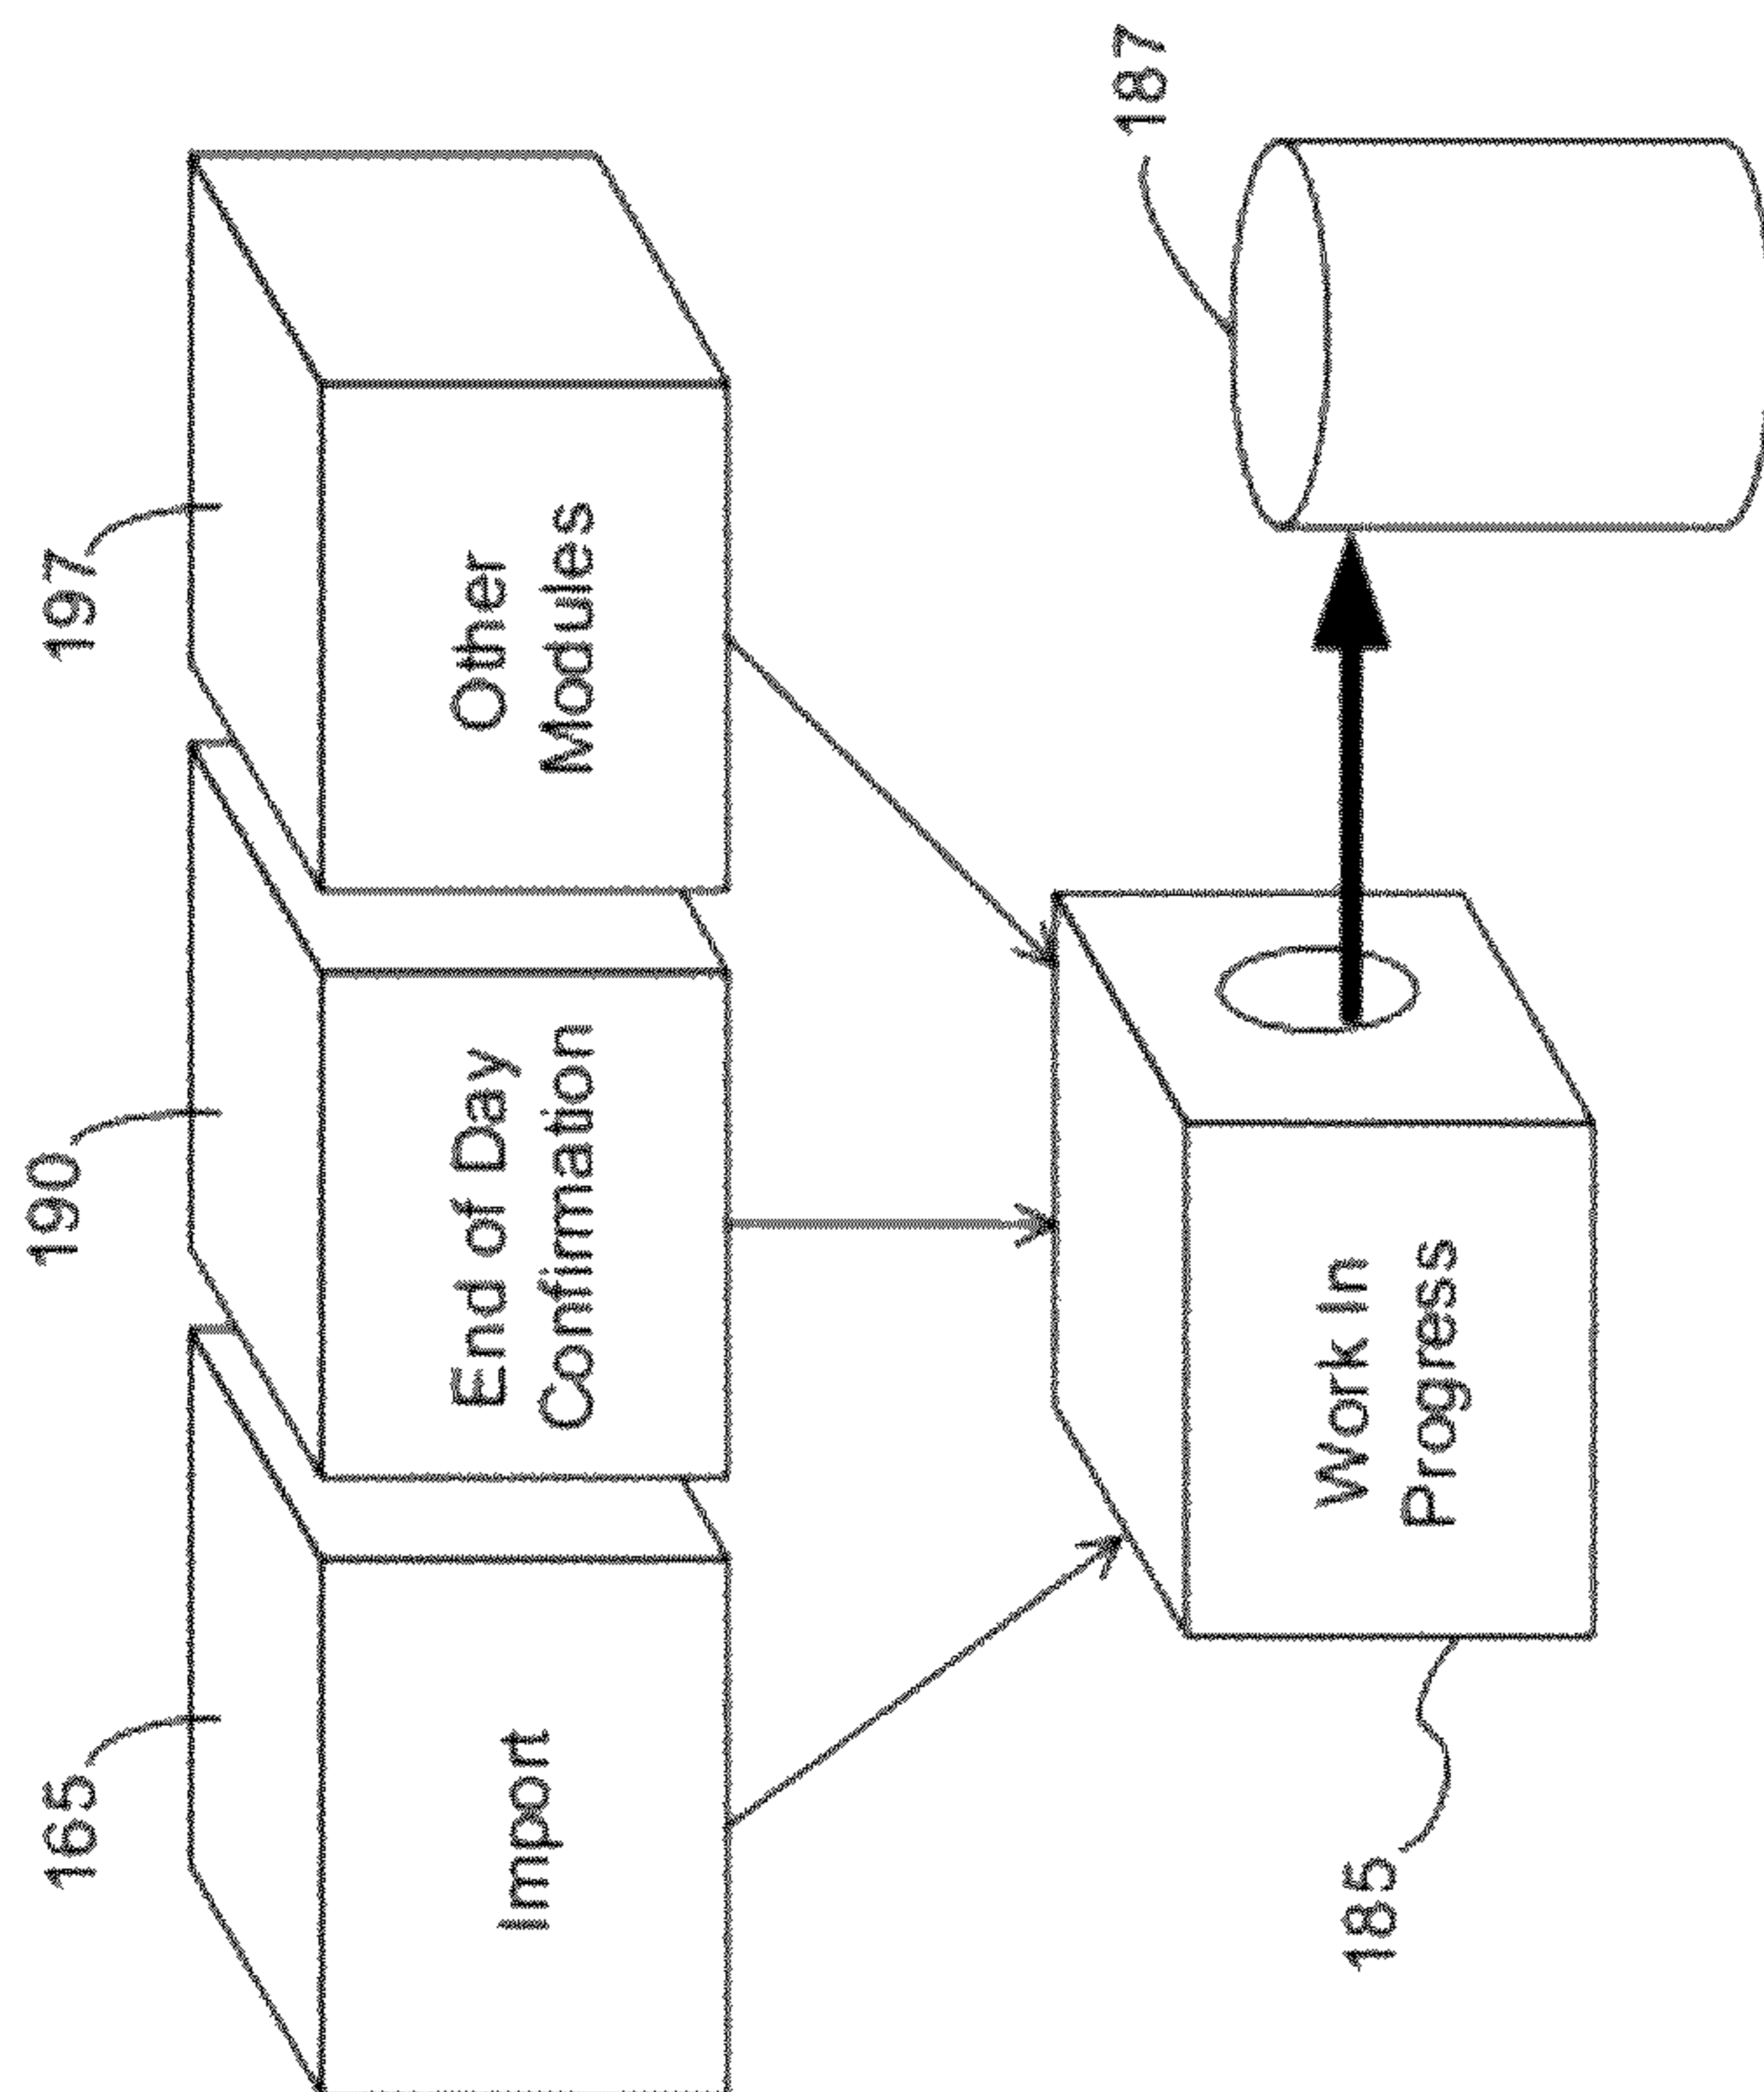 165
190
197
Import
End of Day
Confirmation
Other
Modules
187
Work In
Progress
185